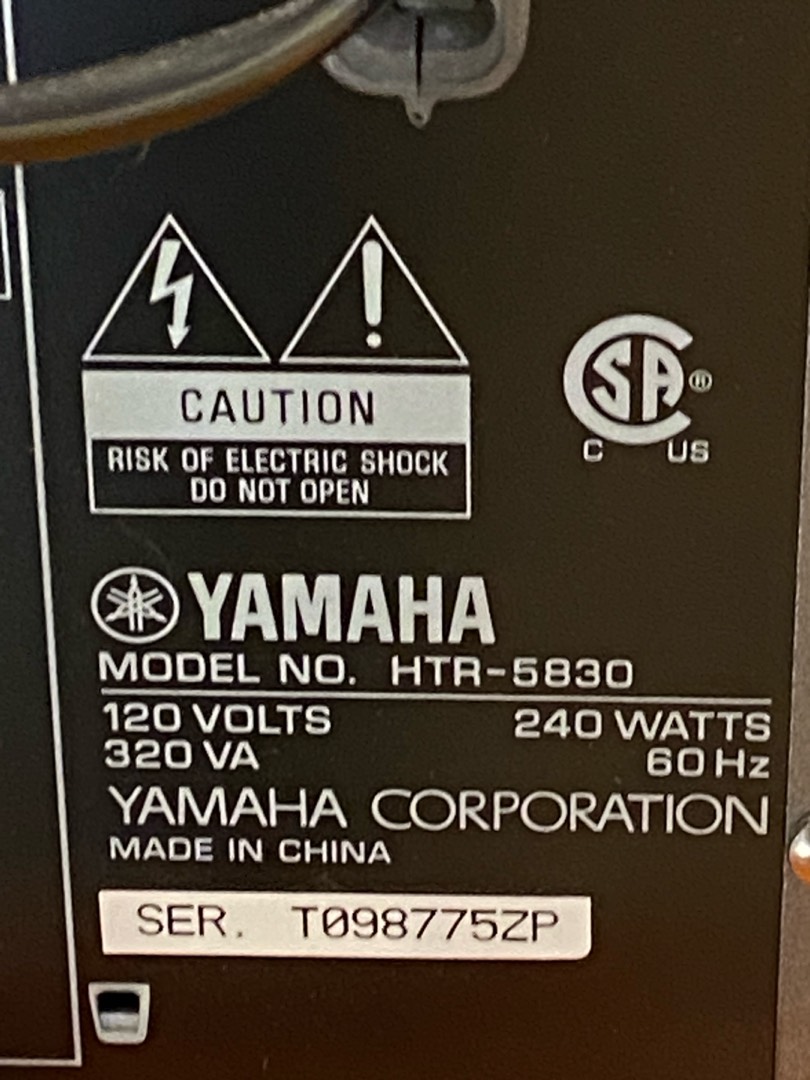 CAUTION
RISK OF ELECTRIC SHOCK
DO NOT OPEN
SA®
C US
YAMAHA
MODEL NO. HTR-5830
120 VOLTS 240 WATTS
320 VA 60 Hz
YAMAHA CORPORATION
MADE IN CHINA
SER. T098775ZP